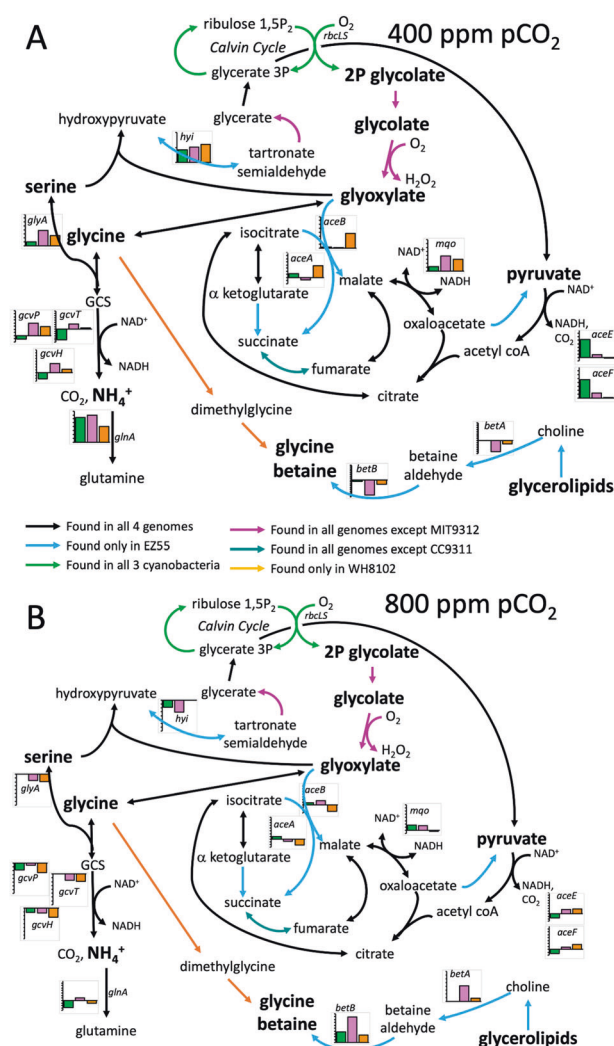 A
400 ppm pCO2
ribulose 1,5P2
O2
rbcLS
Calvin Cycle
glycerate 3P
2P glycolate
glycerate
glycolate
hydroxypyruvate
hyi
O2
tartronate
semialdehyde
H2O2
serine
glyoxylate
glyA
glycine
isocitrate
aceB
aceA
NAD+
mqo
malate
NADH
pyruvate
α ketoglutarate
GCS
gcvP
gcvT
NAD+
oxaloacetate
NAD+
succinate
NADH,
CO2
aceE
gcvH
NADH
acetyl coA
fumarate
aceF
CO2, NH4+
citrate
dimethylglycine
glnA
betA
choline
glycine
betaine
betaine
aldehyde
glutamine
betB
glycerolipids
Found in all 4 genomes
Found in all genomes except MIT9312
Found only in EZ55
Found in all genomes except CC9311
Found in all 3 cyanobacteria
Found only in WH8102
B
800 ppm pCO2
ribulose 1,5P2
O2
rbcLS
Calvin Cycle
glycerate 3P
2P glycolate
hydroxypyruvate
glycerate
glycolate
hyi
O2
tartronate
semialdehyde
H2O2
serine
glyoxylate
glyA
glycine
isocitrate
aceB
aceA
NAD+
mqo
malate
NADH
pyruvate
α ketoglutarate
GCS
gcvP
gcvT
NAD+
oxaloacetate
NAD+
succinate
NADH,
CO2
aceE
gcvH
NADH
acetyl coA
fumarate
aceF
CO2, NH4+
citrate
dimethylglycine
glnA
betA
choline
glycine
betaine
betB
betaine
aldehyde
glutamine
glycerolipids